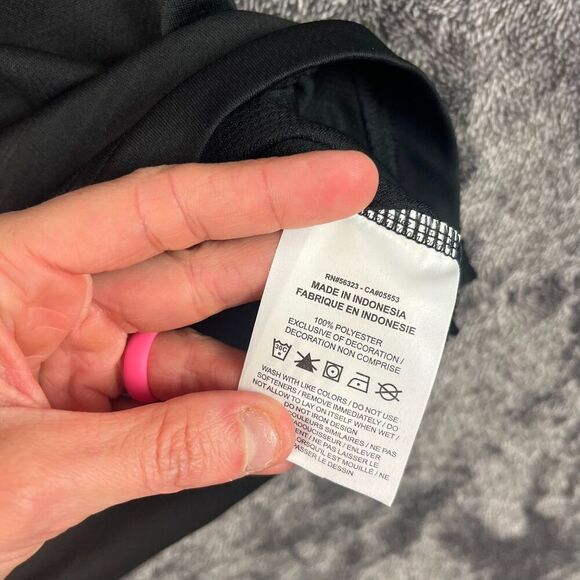 RN#56323 - CA#05553
MADE IN INDONESIA
FABRIQUE EN INDONESIE
100% POLYESTER
EXCLUSIVE OF DECORATION /
DECORATION NON COMPRISE
30C
WASH WITH LIKE COLORS / DO NOT USE
SOFTENERS / REMOVE IMMEDIATELY / DO
NOT ALLOW TO LAY ON ITSELF WHEN WET /
DO NOT IRON DESIGN
COULEURS SIMILAIRES / NE PAS
ADOUCISSEUR / ENLEVER
NE PAS LAISSER LE
LORSQU'IL EST MOUILLÉ / NE
PASSER LE DESSIN